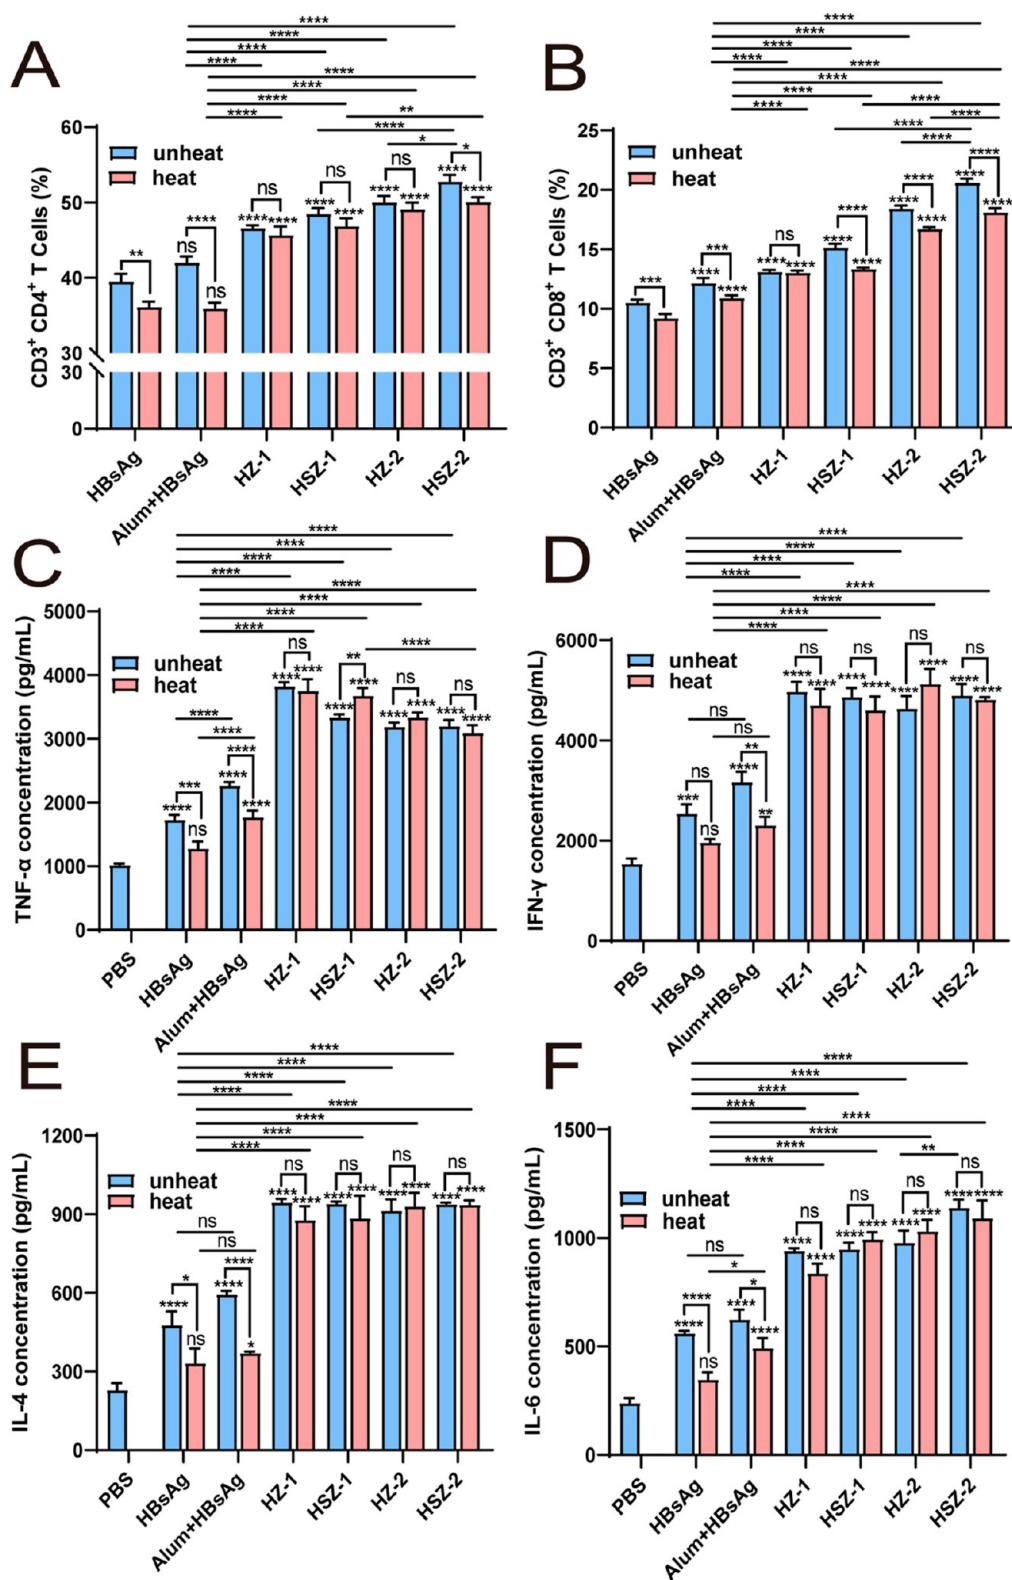 A
****
****
****
****
****
****
****
****
**
****
*
CD3+ CD4+ T Cells (%)
60
50
40
30
30
0
unheat
heat
**
****
ns
ns
ns
****
****
ns
****
****
ns
****
****
*
****
****
HBsAg
Alum+HBsAg
HZ-1
HSZ-1
HZ-2
HSZ-2
B
****
****
****
****
****
****
****
****
****
****
****
****
CD3+ CD8+ T Cells (%)
25
20
15
10
5
0
unheat
heat
***
***
****
****
ns
****
****
****
****
****
****
****
****
****
****
****
HBsAg
Alum+HBsAg
HZ-1
HSZ-1
HZ-2
HSZ-2
C
****
****
****
****
****
****
****
****
****
TNF-α concentration (pg/mL)
5000
4000
3000
2000
1000
0
unheat
heat
****
****
***
****
ns
****
****
****
ns
****
****
**
****
****
ns
****
****
ns
****
****
PBS
HBsAg
Alum+HBsAg
HZ-1
HSZ-1
HZ-2
HSZ-2
D
****
****
****
****
****
****
****
****
IFN-γ concentration (pg/mL)
6000
4000
2000
0
unheat
heat
ns
ns
ns
***
ns
**
****
**
ns
****
****
ns
****
****
ns
****
****
ns
****
****
PBS
HBsAg
Alum+HBsAg
HZ-1
HSZ-1
HZ-2
HSZ-2
E
****
****
****
****
****
****
****
****
IL-4 concentration (pg/mL)
1200
900
600
300
0
unheat
heat
ns
ns
*
****
ns
****
****
*
ns
****
****
ns
****
****
ns
****
****
ns
****
****
PBS
HBsAg
Alum+HBsAg
HZ-1
HSZ-1
HZ-2
HSZ-2
F
****
****
****
****
****
****
****
****
**
IL-6 concentration (pg/mL)
1500
1000
500
0
unheat
heat
ns
*
****
****
ns
*
****
****
ns
****
****
ns
****
****
ns
****
****
ns
****
****
PBS
HBsAg
Alum+HBsAg
HZ-1
HSZ-1
HZ-2
HSZ-2